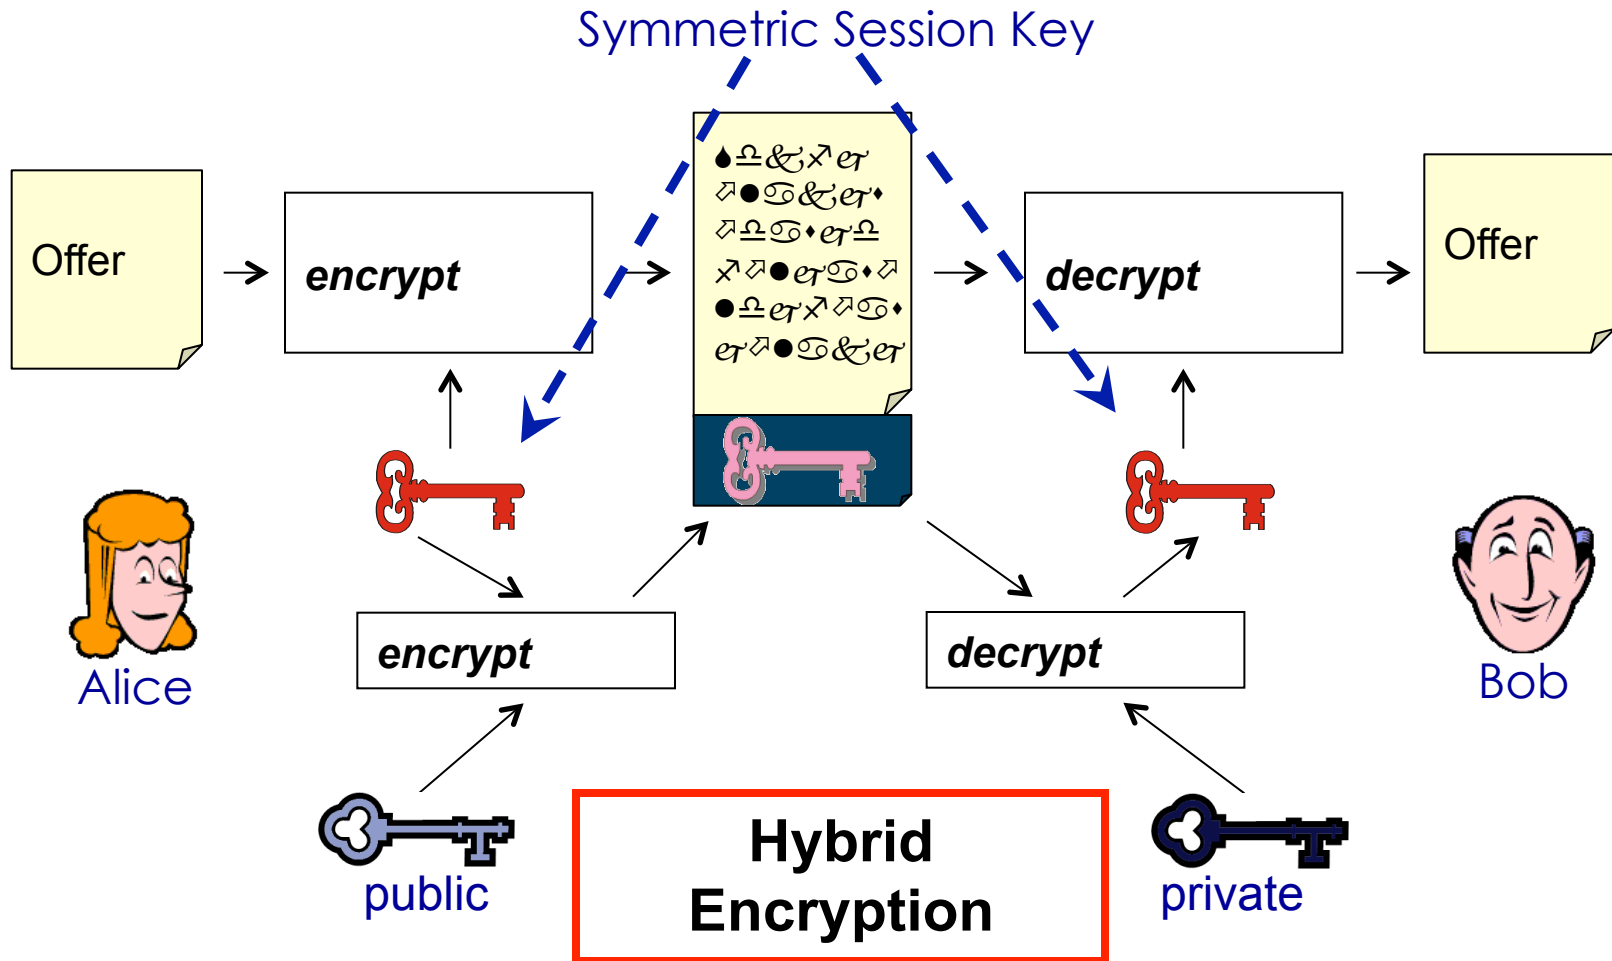 Symmetric Session Key
Offer
encrypt
decrypt
Offer
encrypt
decrypt
Alice
Bob
public
private
Hybrid
Encryption